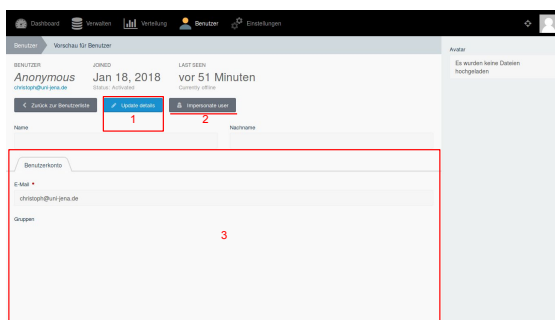 Dashboard Verwalten Verteilung Benutzer Einstellungen
Benutzer Vorschau für Benutzer
Avatar
Es wurden keine Dateien
hochgeladen
BENUTZER JOINED LAST SEEN
Anonymous Jan 18, 2018 vor 51 Minuten
christoph@uni-jena.de Status: Activated Currently offline
Zurück zur Benutzerliste Update details Impersonate user
1 2
Name Nachname
Benutzerkonto
E-Mail *
christoph@uni-jena.de
Gruppen
3